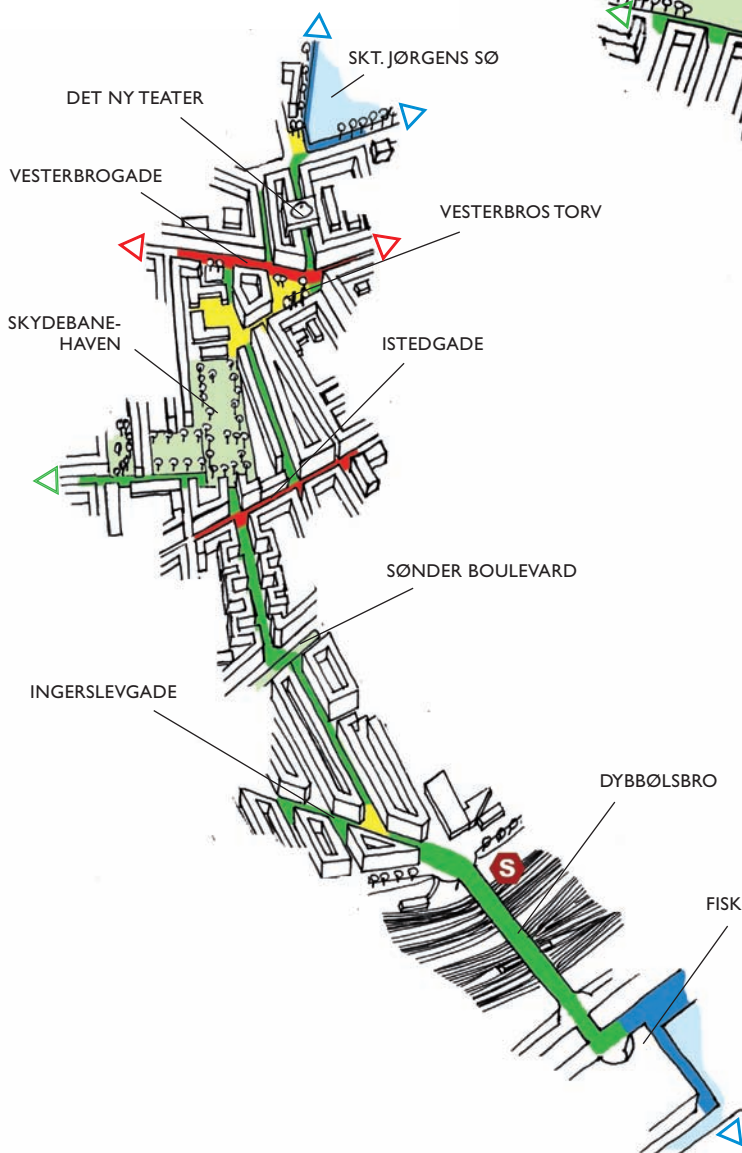 SKT. JØRGENS SØ
DET NY TEATER
VESTERBROGADE
VESTERBROS TORV
SKYDEBANE-
HAVEN
ISTEDGADE
SØNDER BOULEVARD
INGERSLEVGADE
DYBBØLSBRO
S
FISK